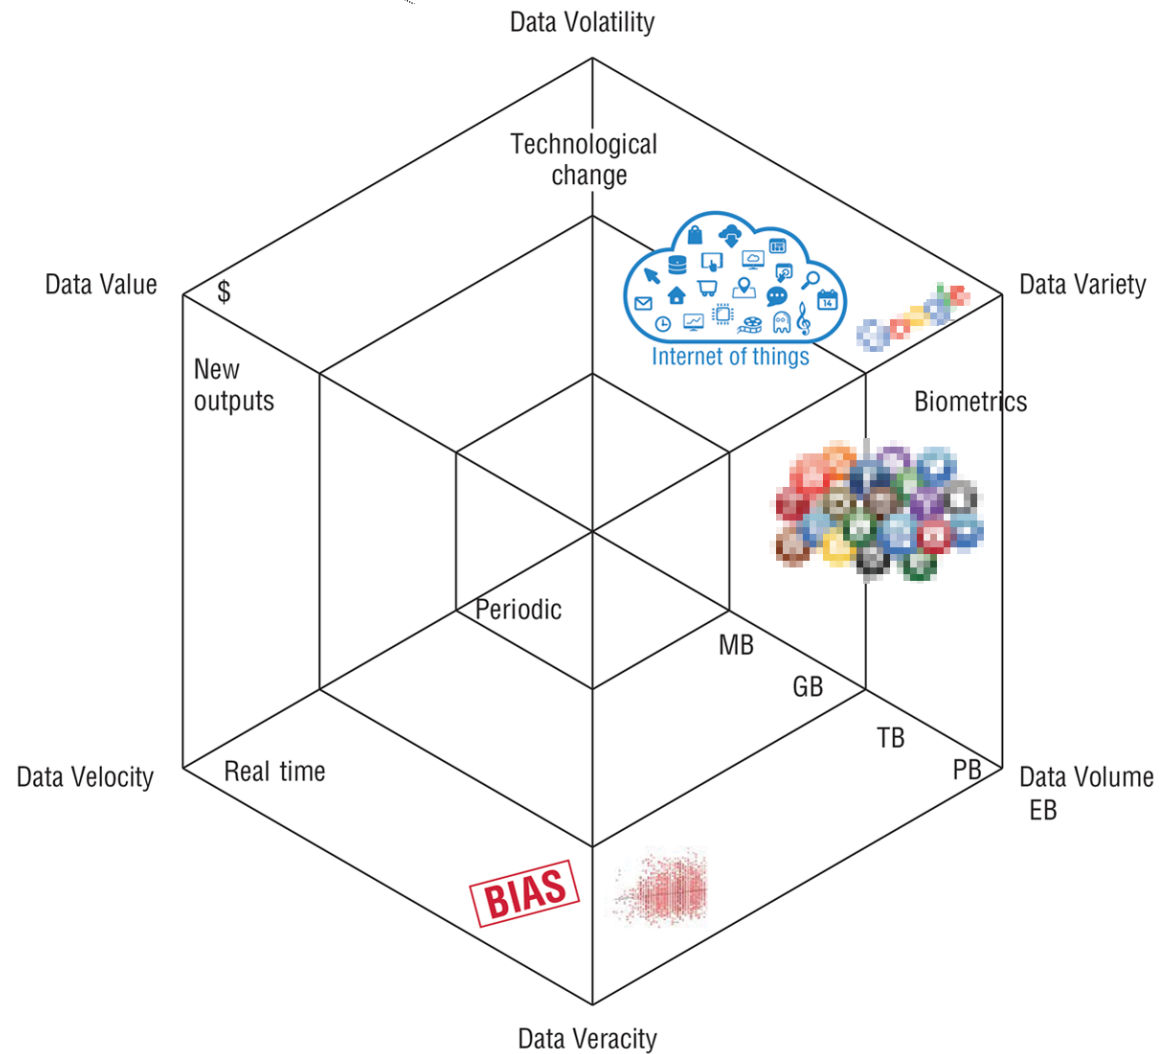 Data Volatility
Technological
change
Data Value
$
Data Variety
14
Internet of things
New
outputs
Biometrics
Periodic
MB
GB
TB
PB
Real time
Data Velocity
Data Volume
EB
BIAS
Data Veracity